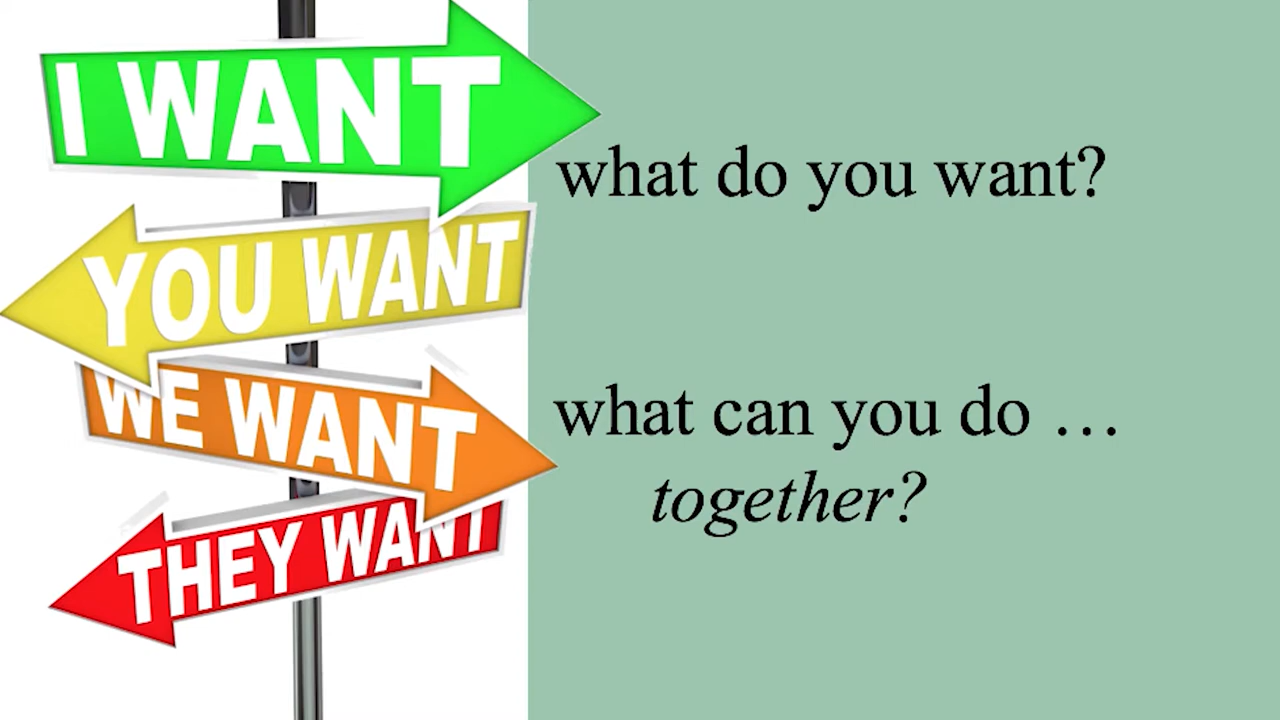 I WANT
YOU WANT
WE WANT
THEY WANT
what do you want?
what can you do …
together?